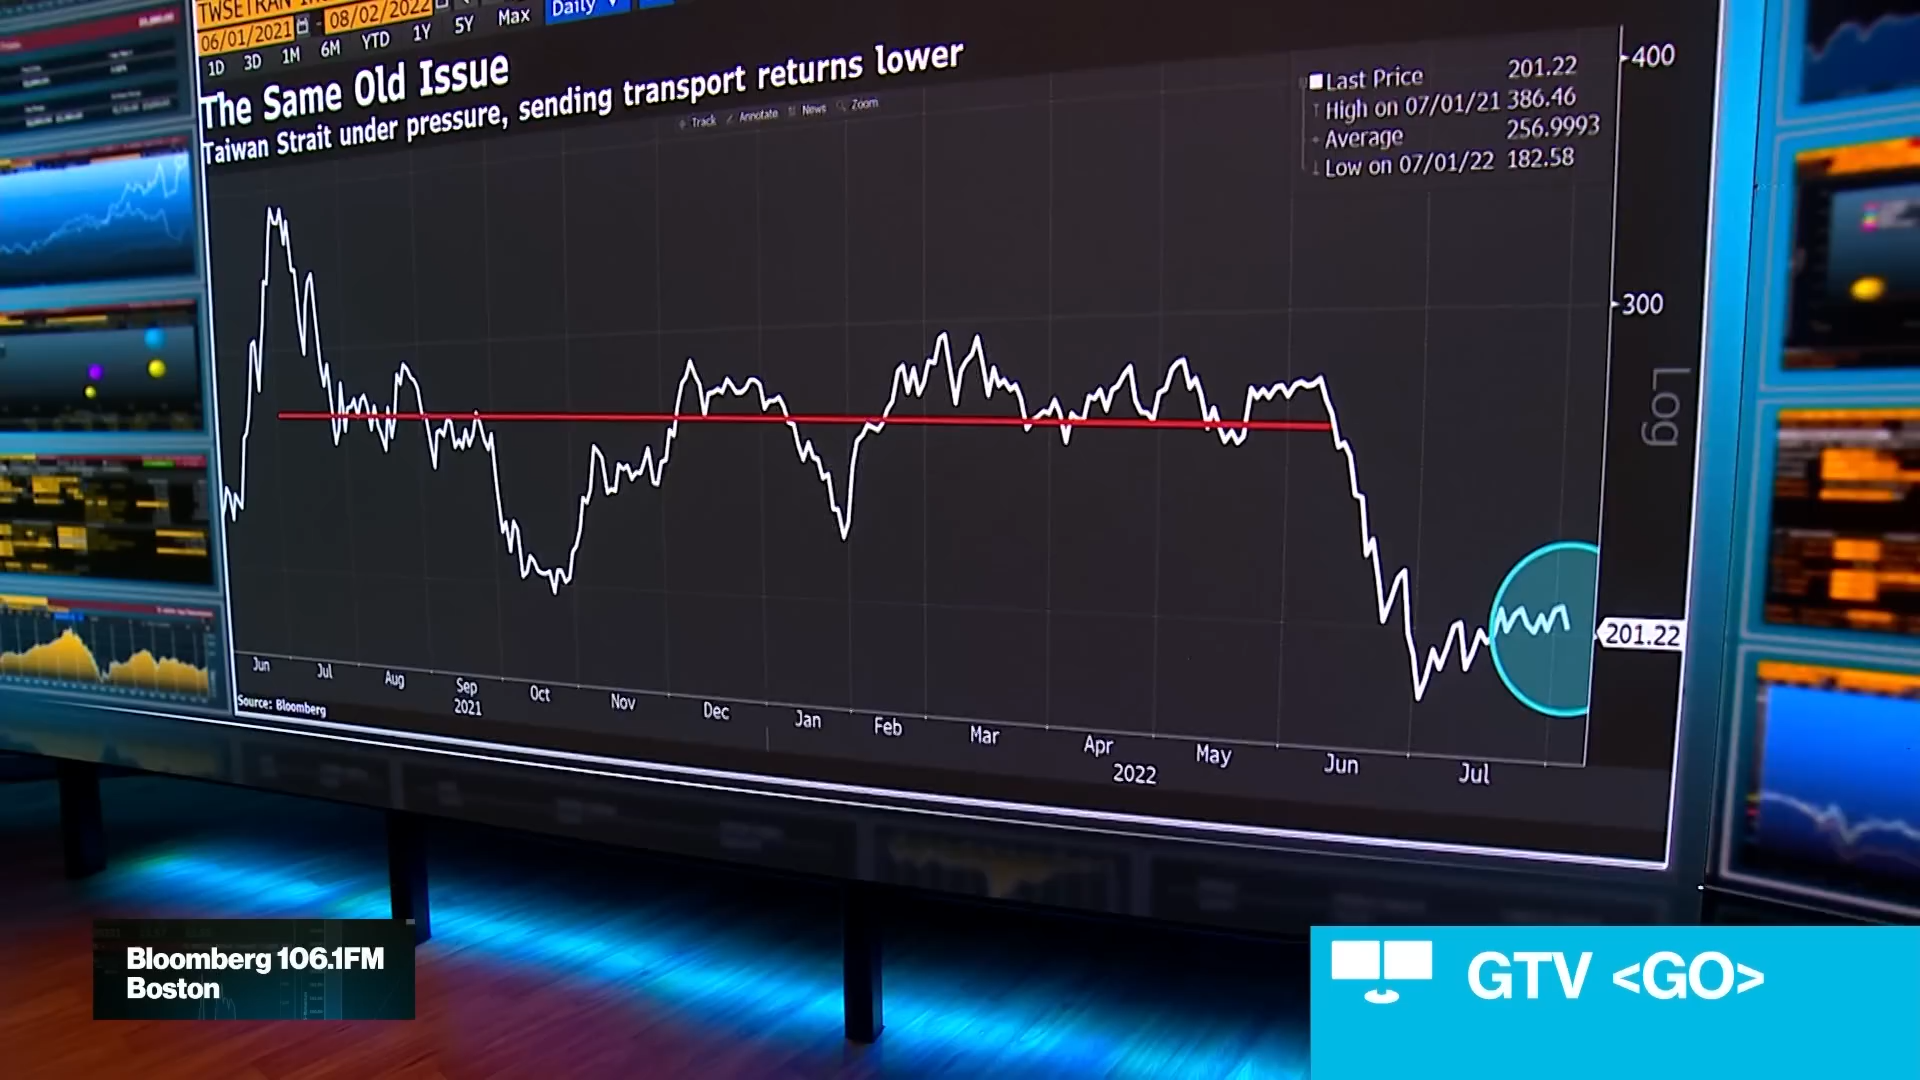 TWSETRAN
06/01/2021 - 08/02/2022
1D 3D 1M 6M YTD 1Y 5Y Max Daily
The Same Old Issue
Taiwan Strait under pressure, sending transport returns lower
Track Annotate News Zoom
Last Price 201.22
High on 07/01/21 386.46
Average 256.9993
Low on 07/01/22 182.58
400
300
Log
201.22
Jun Jul Aug Sep Oct Nov Dec Jan Feb Mar Apr May Jun Jul
2021 2022
Source: Bloomberg
Bloomberg 106.1FM
Boston
GTV <GO>